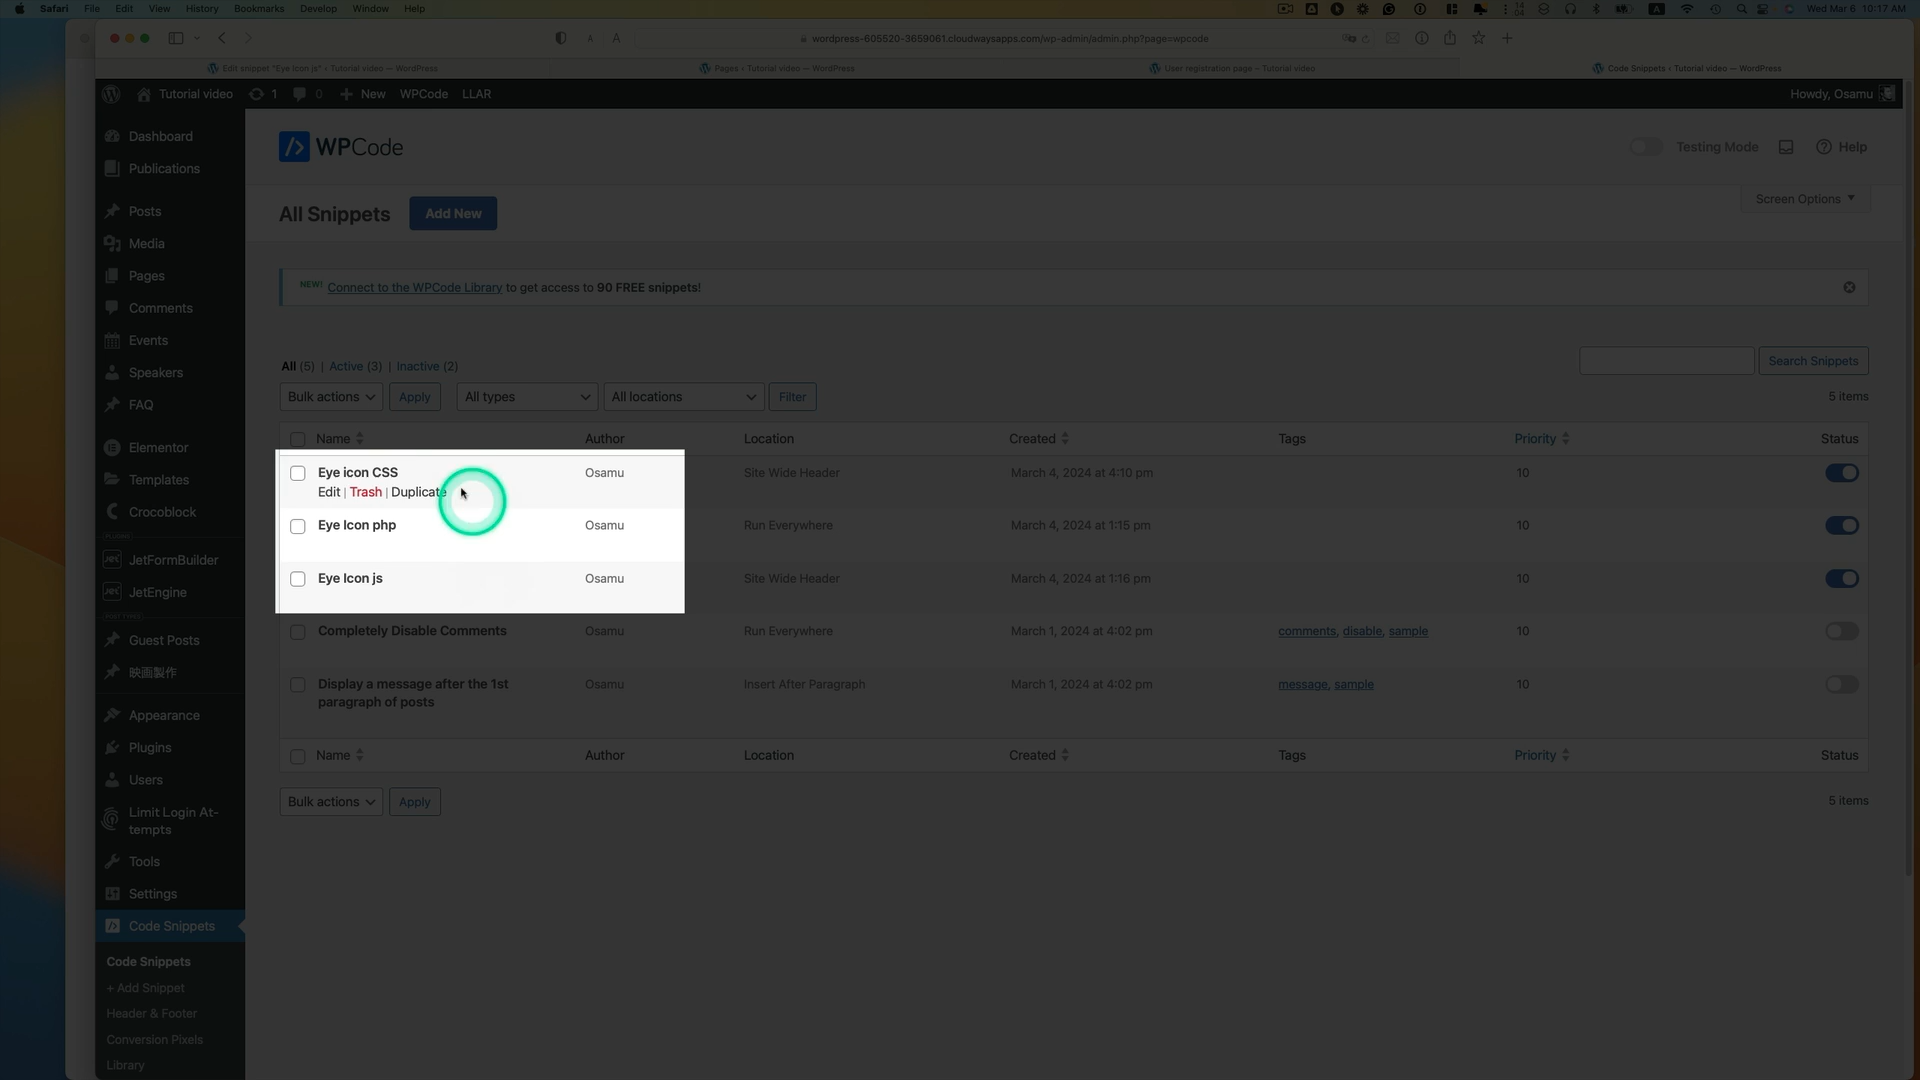 Safari File Edit View History Bookmarks Develop Window Help
Wed Mar 6 10:17 AM
wordpress-605520-3659061.cloudwaysapps.com/wp-admin/admin.php?page=wpcode
Edit snippet "Eye Icon js" ‹ Tutorial video — WordPress
Pages ‹ Tutorial video — WordPress
User registration page – Tutorial video
Code Snippets ‹ Tutorial video — WordPress
Tutorial video 1 0 New WPCode LLAR
Howdy, Osamu
Dashboard
Publications
Posts
Media
Pages
Comments
Events
Speakers
FAQ
Elementor
Templates
Crocoblock
JetFormBuilder
JetEngine
Guest Posts
映画製作
Appearance
Plugins
Users
Limit Login At-
tempts
Tools
Settings
Code Snippets
Code Snippets
+ Add Snippet
Header & Footer
Conversion Pixels
Library
WPCode
Testing Mode
Help
All Snippets
Add New
Screen Options
NEW! Connect to the WPCode Library to get access to 90 FREE snippets!
All (5) | Active (3) | Inactive (2)
Search Snippets
Bulk actions Apply All types All locations Filter
5 items
Name Author Location Created Tags Priority Status
Eye icon CSS Osamu Site Wide Header March 4, 2024 at 4:10 pm 10
Edit | Trash | Duplicate
Eye Icon php Osamu Run Everywhere March 4, 2024 at 1:15 pm 10
Eye Icon js Osamu Site Wide Header March 4, 2024 at 1:16 pm 10
Completely Disable Comments Osamu Run Everywhere March 1, 2024 at 4:02 pm comments, disable, sample 10
Display a message after the 1st Osamu Insert After Paragraph March 1, 2024 at 4:02 pm message, sample 10
paragraph of posts
Name Author Location Created Tags Priority Status
Bulk actions Apply
5 items